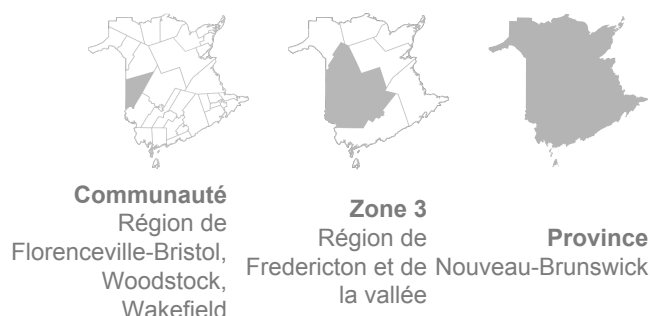 Communauté
Région de
Florenceville-Bristol,
Woodstock,
Wakefield
Zone 3
Région de
Fredericton et de
la vallée
Province
Nouveau-Brunswick